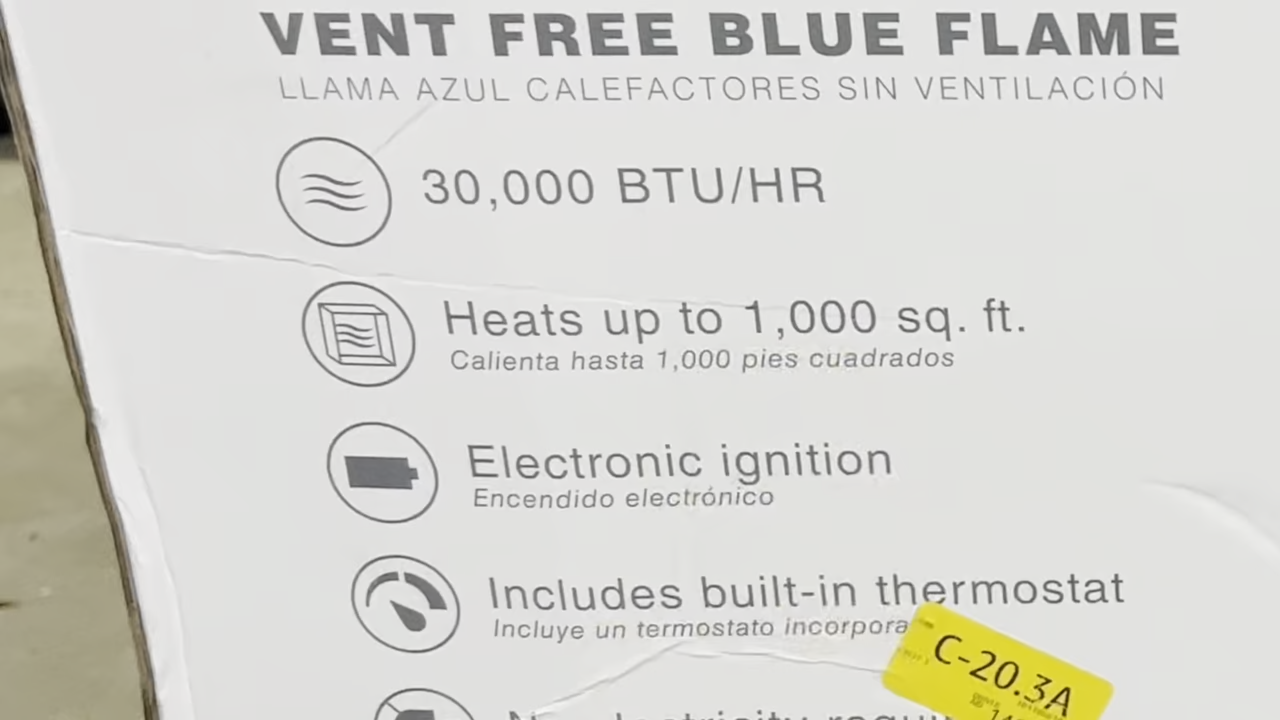 VENT FREE BLUE FLAME
LLAMA AZUL CALEFACTORES SIN VENTILACIÓN
30,000 BTU/HR
Heats up to 1,000 sq. ft.
Calienta hasta 1,000 pies cuadrados
Electronic ignition
Encendido electrónico
Includes built-in thermostat
Incluye un termostato incorpora
C-20.3A